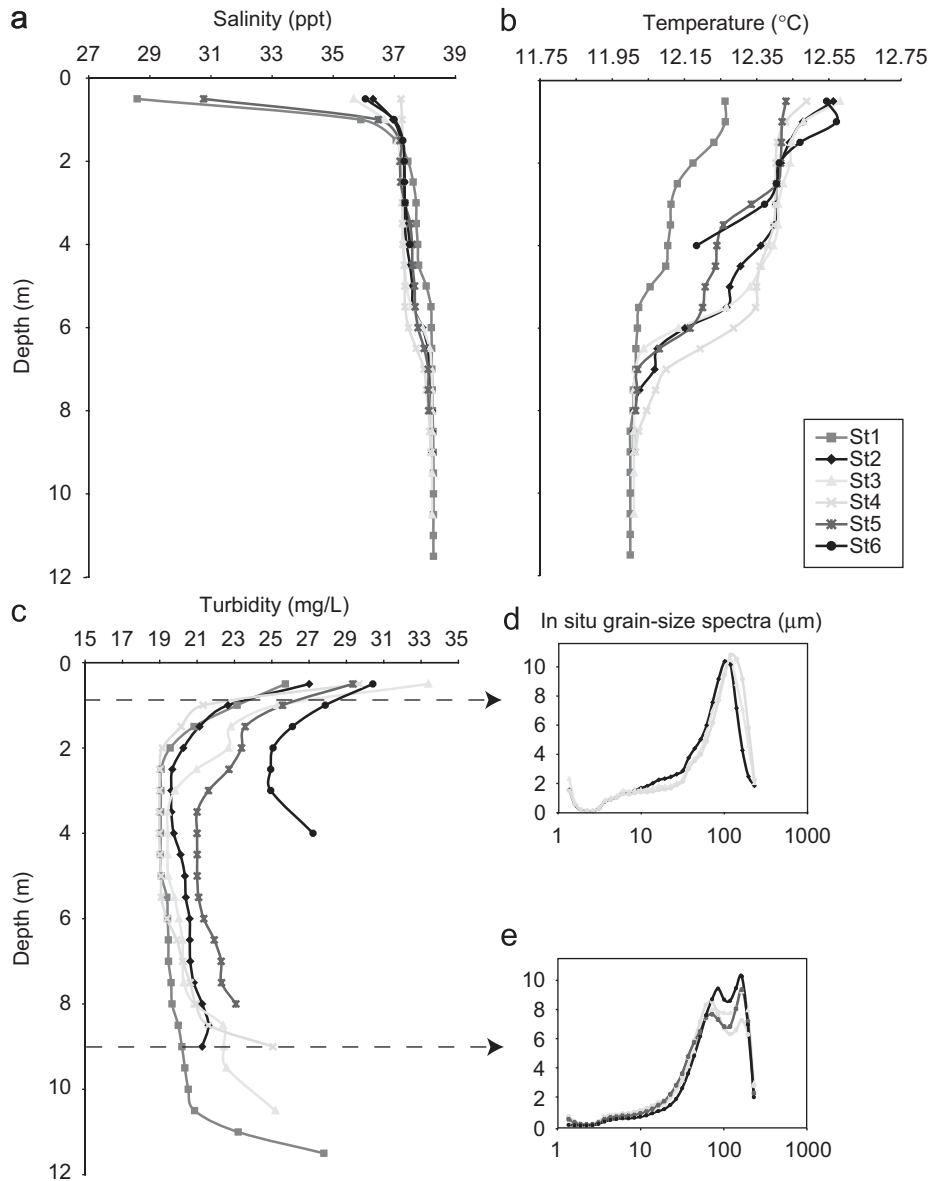 a
Salinity (ppt)
27 29 31 33 35 37 39
0
2
4
6
8
10
12
Depth (m)
b
Temperature (°C)
11.75 11.95 12.15 12.35 12.55 12.75
St1
St2
St3
St4
St5
St6
c
Turbidity (mg/L)
15 17 19 21 23 25 27 29 31 33 35
0
2
4
6
8
10
12
Depth (m)
d
In situ grain-size spectra (μm)
10
8
6
4
2
0
1 10 100 1000
e
10
8
6
4
2
0
1 10 100 1000